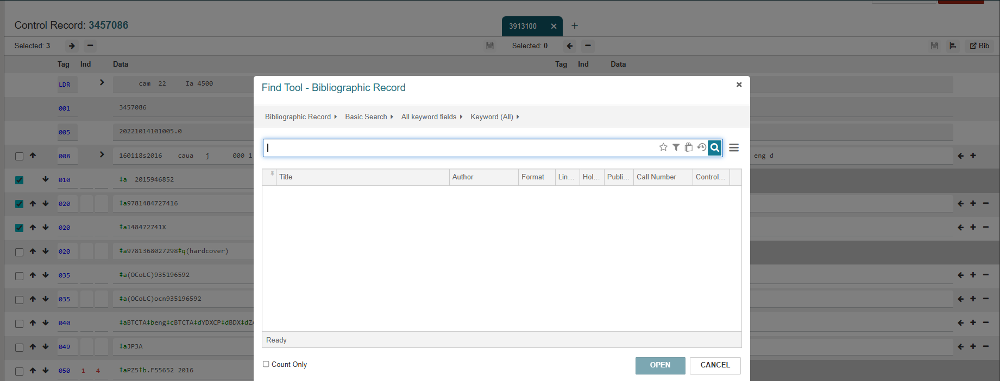 Control Record: 3457086
3913100
Selected: 3
Selected: 0
Bib
Tag Ind Data
Tag Ind Data
LDR cam 22 Ia 4500
001 3457086
005 20221014101005.0
008 160118s2016 caua j 000 1
eng d
010 ‡a 2015946852
020 ‡a9781484727416
020 ‡a148472741X
020 ‡a9781368027298‡q(hardcover)
035 ‡a(OCoLC)935196592
035 ‡a(OCoLC)ocn935196592
040 ‡aBTCTA‡beng‡cBTCTA‡dYDXCP‡dBDX‡dZ
049 ‡aJP3A
050 1 4 ‡aPZ5‡b.F55652 2016
Find Tool - Bibliographic Record
Bibliographic Record Basic Search All keyword fields Keyword (All)
Title Author Format Lin... Hol... Publi... Call Number Control...
Ready
Count Only
OPEN CANCEL